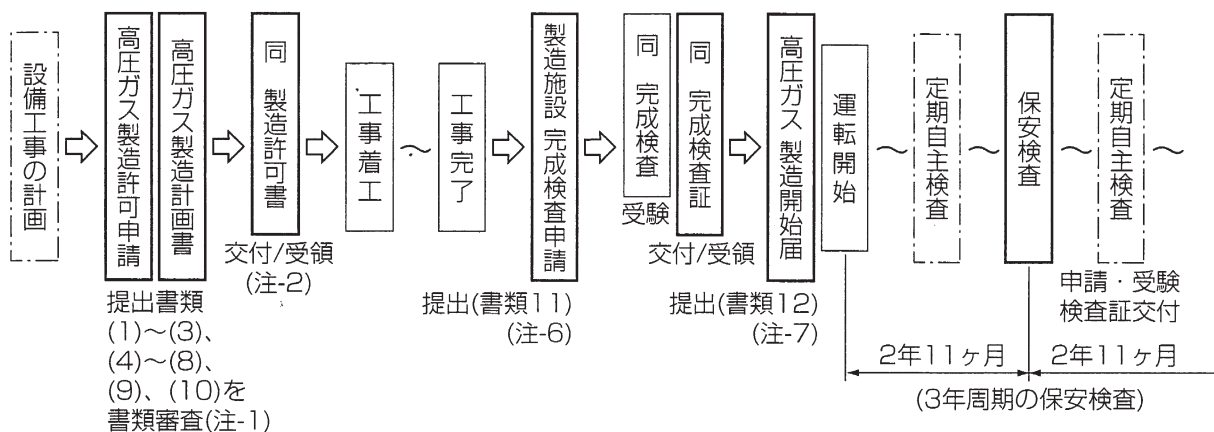 設備工事の計画
高圧ガス製造許可申請
高圧ガス製造計画書
提出書類
(1)～(3)、
(4)～(8)、
(9)、(10)を
書類審査(注-1)
同 製造許可書
交付/受領
(注-2)
工事着工
～
工事完了
製造施設 完成検査申請
提出(書類11)
(注-6)
同 完成検査
受験
同 完成検査証
交付/受領
高圧ガス 製造開始届
提出(書類12)
(注-7)
運転開始
～
定期自主検査
～
保安検査
～
定期自主検査
～
申請・受験
検査証交付
2年11ヶ月
2年11ヶ月
(3年周期の保安検査)